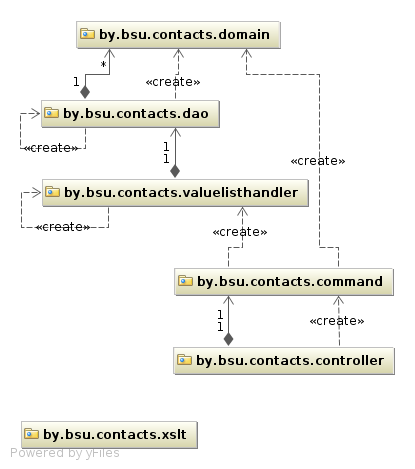 by.bsu.contacts.domain
*
1
«create»
by.bsu.contacts.dao
«create»
1
1
«create»
by.bsu.contacts.valuelisthandler
«create»
«create»
by.bsu.contacts.command
1
1
«create»
by.bsu.contacts.controller
by.bsu.contacts.xslt
Powered by yFiles